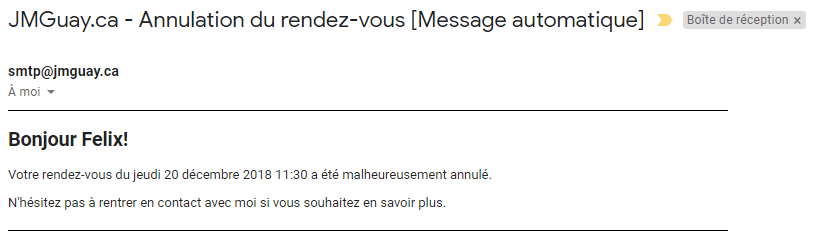 JMGuay.ca - Annulation du rendez-vous [Message automatique] Boîte de réception ×
smtp@jmguay.ca
À moi
Bonjour Felix!
Votre rendez-vous du jeudi 20 décembre 2018 11:30 a été malheureusement annulé.
N'hésitez pas à rentrer en contact avec moi si vous souhaitez en savoir plus.